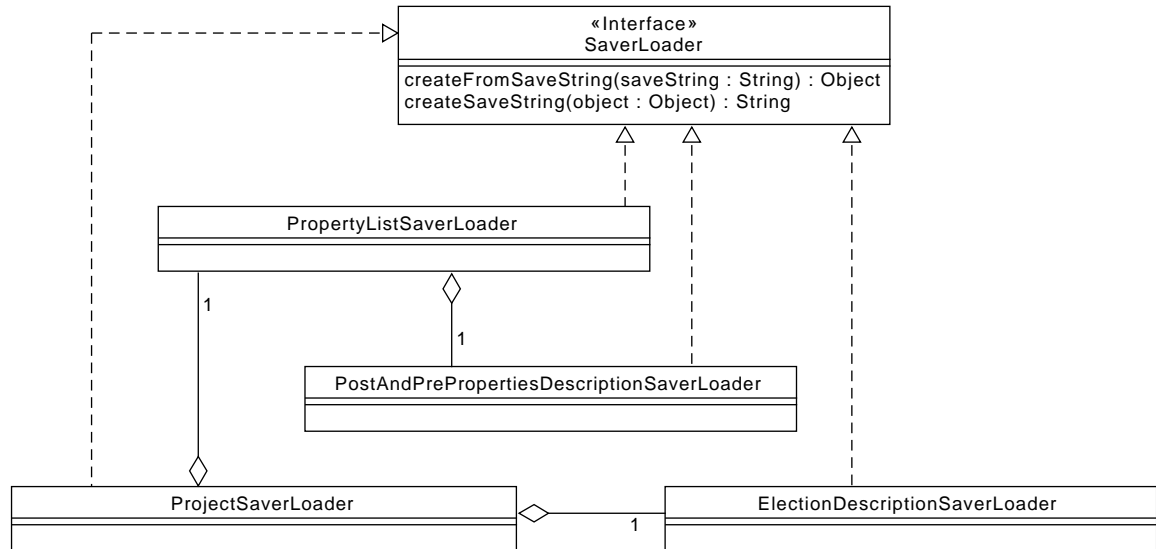 «Interface»
SaverLoader
createFromSaveString(saveString : String) : Object
createSaveString(object : Object) : String
PropertyListSaverLoader
1
1
PostAndPrePropertiesDescriptionSaverLoader
ProjectSaverLoader
ElectionDescriptionSaverLoader
1